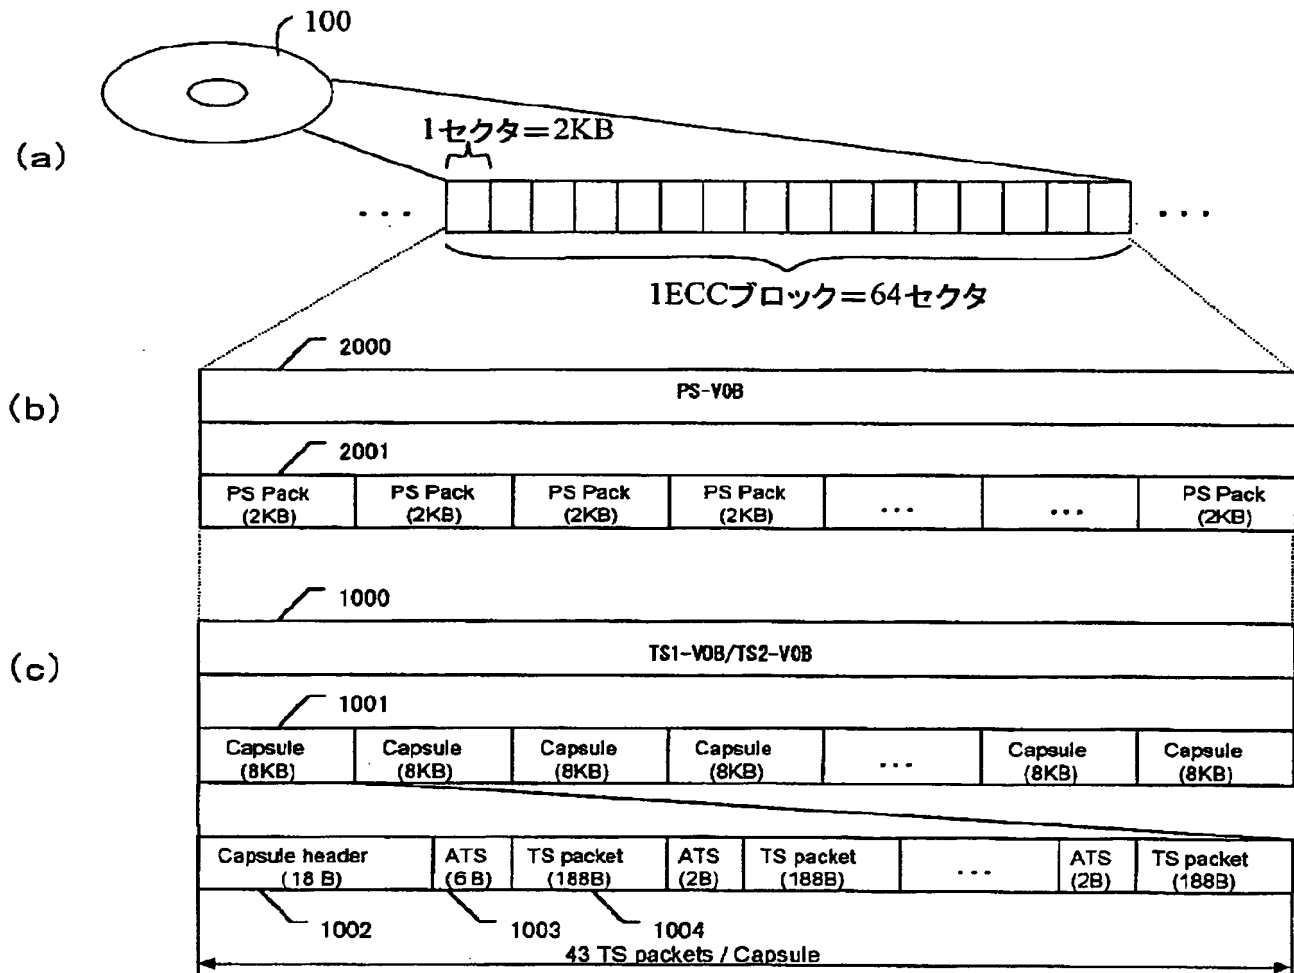 100
1セクタ=2KB
(a)
... ...
1ECCブロック=64セクタ
2000
(b)
PS-VOB
2001
PS Pack PS Pack PS Pack PS Pack PS Pack
(2KB) (2KB) (2KB) (2KB) ... ... (2KB)
1000
(c)
TS1-VOB/TS2-VOB
1001
Capsule Capsule Capsule Capsule Capsule Capsule
(8KB) (8KB) (8KB) (8KB) ... (8KB) (8KB)
Capsule header ATS TS packet ATS TS packet ATS TS packet
(18 B) (6B) (188B) (2B) (188B) ... (2B) (188B)
1002 1003 1004
43 TS packets / Capsule